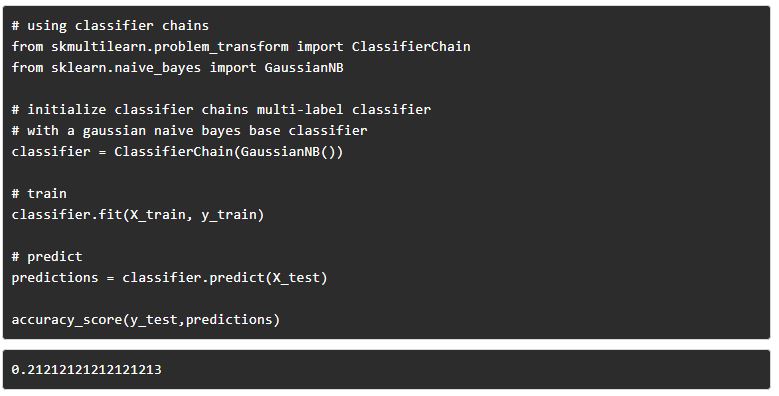 # using classifier chains
from skmultilearn.problem_transform import ClassifierChain
from sklearn.naive_bayes import GaussianNB
# initialize classifier chains multi-label classifier
# with a gaussian naive bayes base classifier
classifier = ClassifierChain(GaussianNB())
# train
classifier.fit(X_train, y_train)
# predict
predictions = classifier.predict(X_test)
accuracy_score(y_test,predictions)
0.21212121212121213